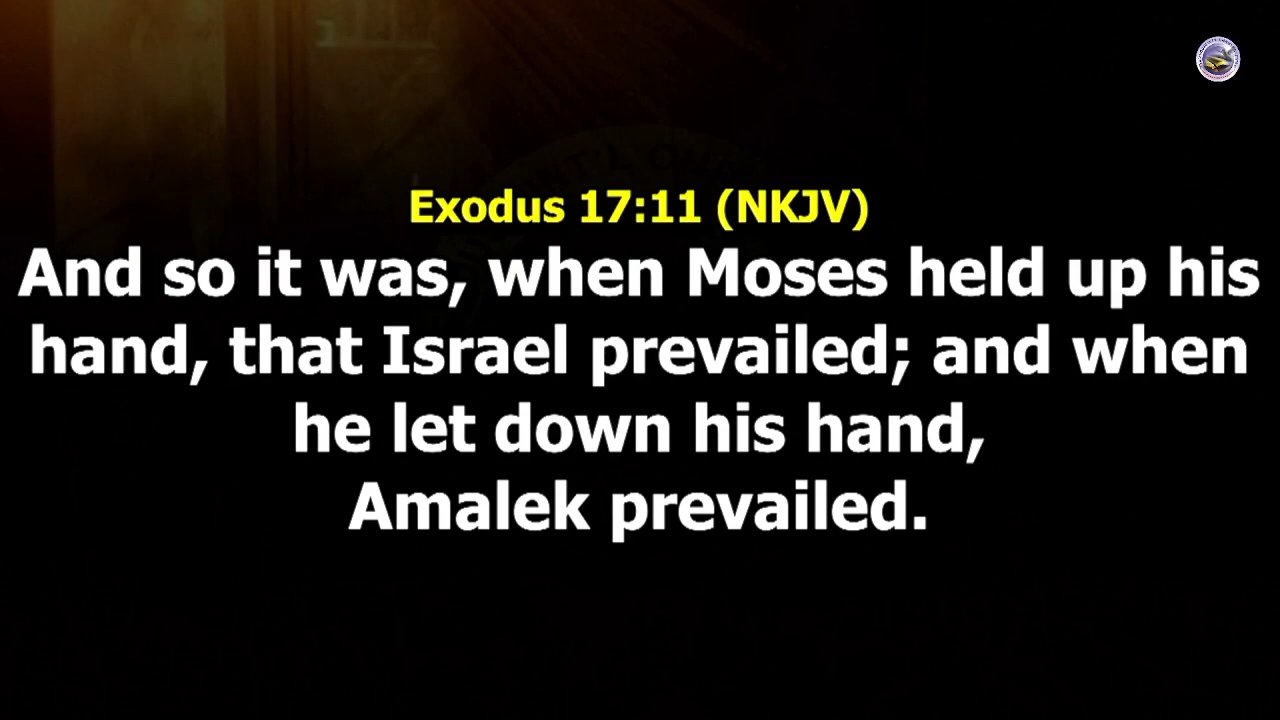 Exodus 17:11 (NKJV)
And so it was, when Moses held up his
hand, that Israel prevailed; and when
he let down his hand,
Amalek prevailed.